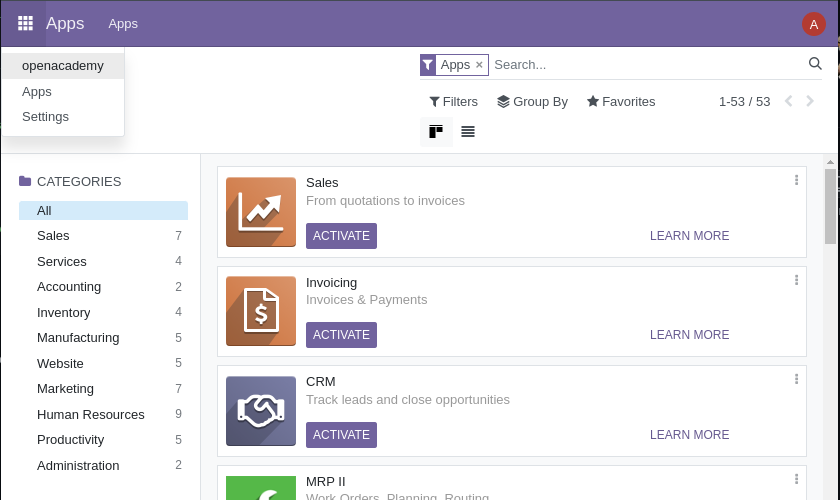 Apps Apps A
openacademy
Apps
Settings
Apps × Search...
Filters Group By Favorites 1-53 / 53
CATEGORIES
All
Sales 7
Services 4
Accounting 2
Inventory 4
Manufacturing 5
Website 5
Marketing 7
Human Resources 9
Productivity 5
Administration 2
Sales
From quotations to invoices
ACTIVATE LEARN MORE
Invoicing
Invoices & Payments
ACTIVATE LEARN MORE
CRM
Track leads and close opportunities
ACTIVATE LEARN MORE
MRP II
Work Orders, Planning, Routing